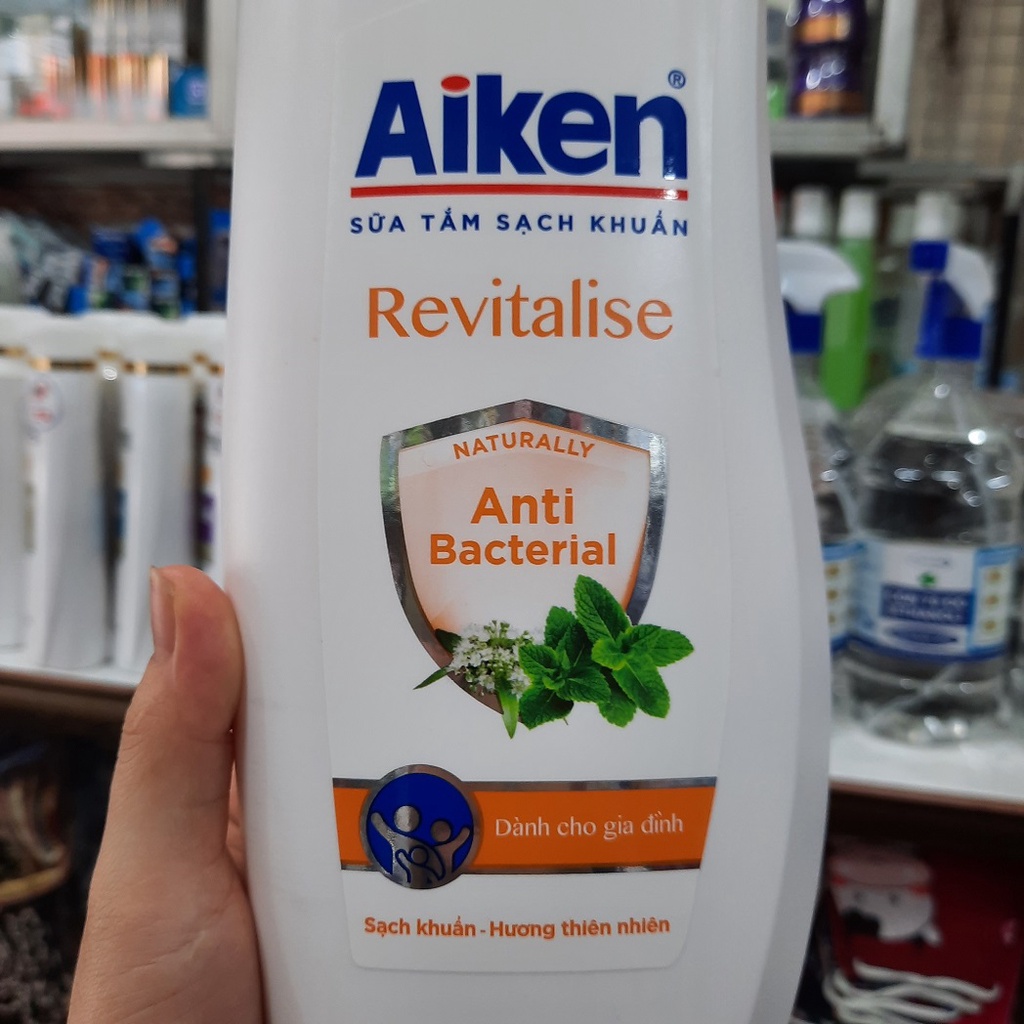 Aiken®
SỮA TẮM SẠCH KHUẨN
Revitalise
NATURALLY
Anti
Bacterial
Dành cho gia đình
Sạch khuẩn - Hương thiên nhiên